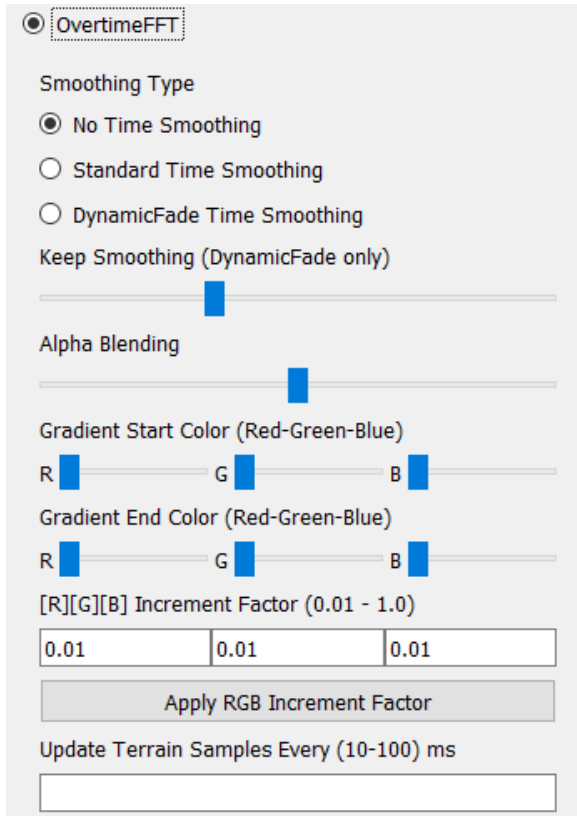 OvertimeFFT
Smoothing Type
No Time Smoothing
Standard Time Smoothing
DynamicFade Time Smoothing
Keep Smoothing (DynamicFade only)
Alpha Blending
Gradient Start Color (Red-Green-Blue)
R G B
Gradient End Color (Red-Green-Blue)
R G B
[R][G][B] Increment Factor (0.01 - 1.0)
0.01 0.01 0.01
Apply RGB Increment Factor
Update Terrain Samples Every (10-100) ms